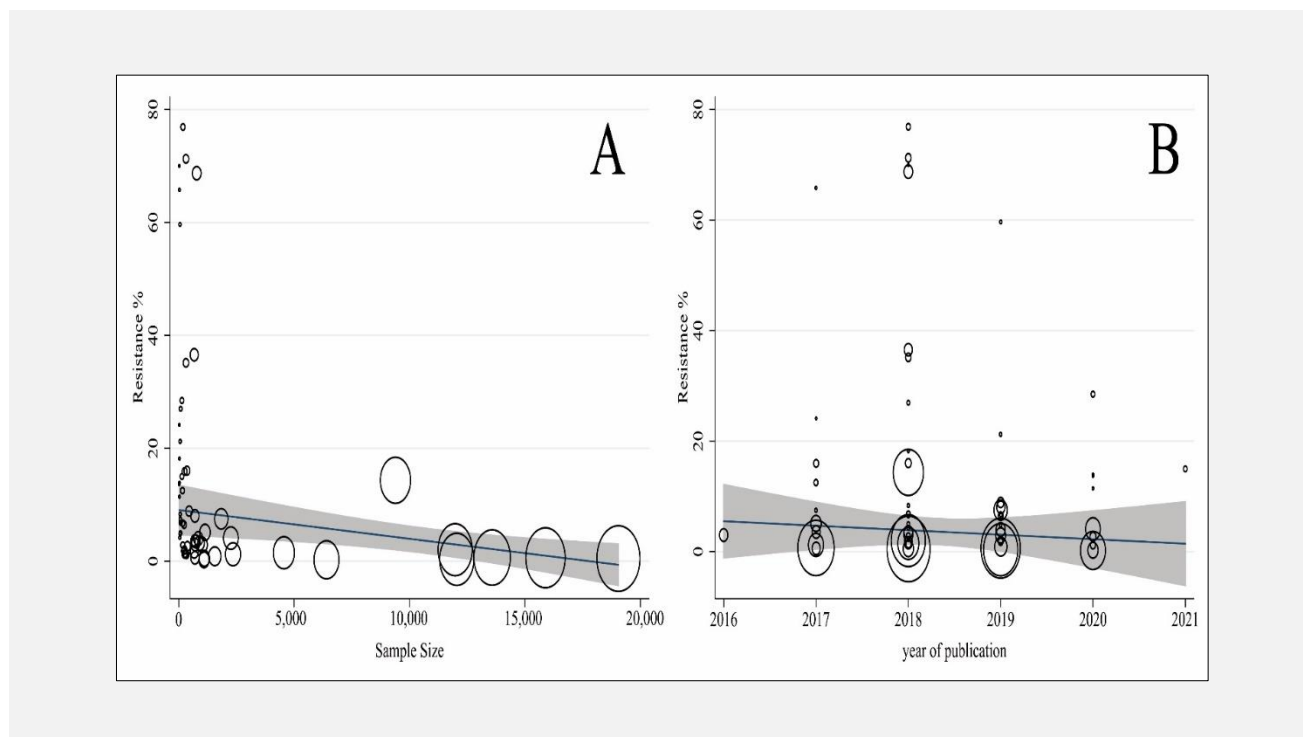 A
80
60
40
20
0
Resistance %
0 5,000 10,000 15,000 20,000
Sample Size
B
80
60
40
20
0
Resistance %
2016 2017 2018 2019 2020 2021
year of publication